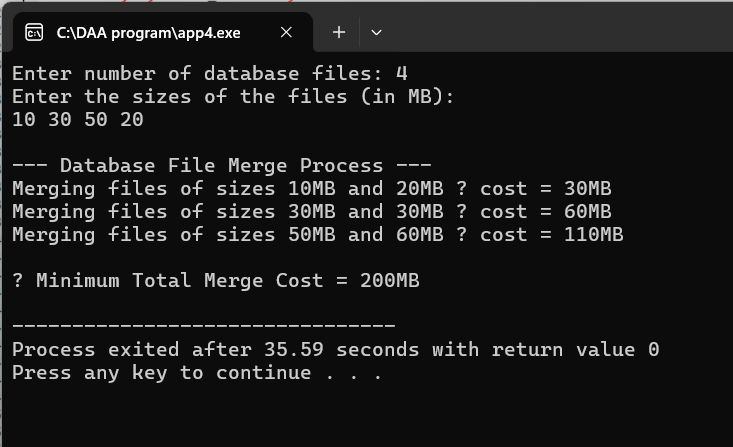 C:\DAA program\app4.exe
Enter number of database files: 4
Enter the sizes of the files (in MB):
10 30 50 20
--- Database File Merge Process ---
Merging files of sizes 10MB and 20MB ? cost = 30MB
Merging files of sizes 30MB and 30MB ? cost = 60MB
Merging files of sizes 50MB and 60MB ? cost = 110MB
? Minimum Total Merge Cost = 200MB
--------------------------------
Process exited after 35.59 seconds with return value 0
Press any key to continue . . .